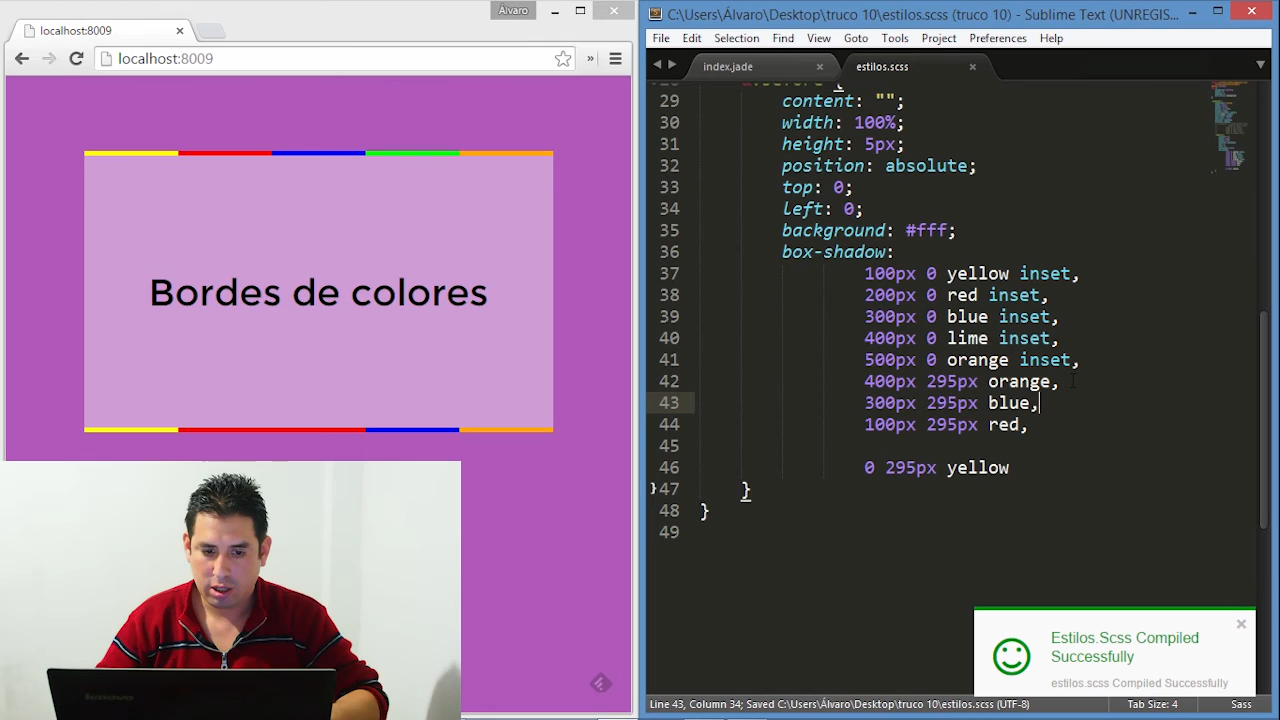 Álvaro
localhost:8009
localhost:8009
Bordes de colores
C:\Users\Álvaro\Desktop\truco 10\estilos.scss (truco 10) - Sublime Text (UNREGIS...
File Edit Selection Find View Goto Tools Project Preferences Help
index.jade estilos.scss
29 content: "";
30 width: 100%;
31 height: 5px;
32 position: absolute;
33 top: 0;
34 left: 0;
35 background: #fff;
36 box-shadow:
37 100px 0 yellow inset,
38 200px 0 red inset,
39 300px 0 blue inset,
40 400px 0 lime inset,
41 500px 0 orange inset,
42 400px 295px orange,
43 300px 295px blue,
44 100px 295px red,
45
46 0 295px yellow
47 }
48 }
49
Estilos.Scss Compiled
Successfully
estilos.scss Compiled Successfully
Line 43, Column 34; Saved C:\Users\Álvaro\Desktop\truco 10\estilos.scss (UTF-8) Tab Size: 4 Sass